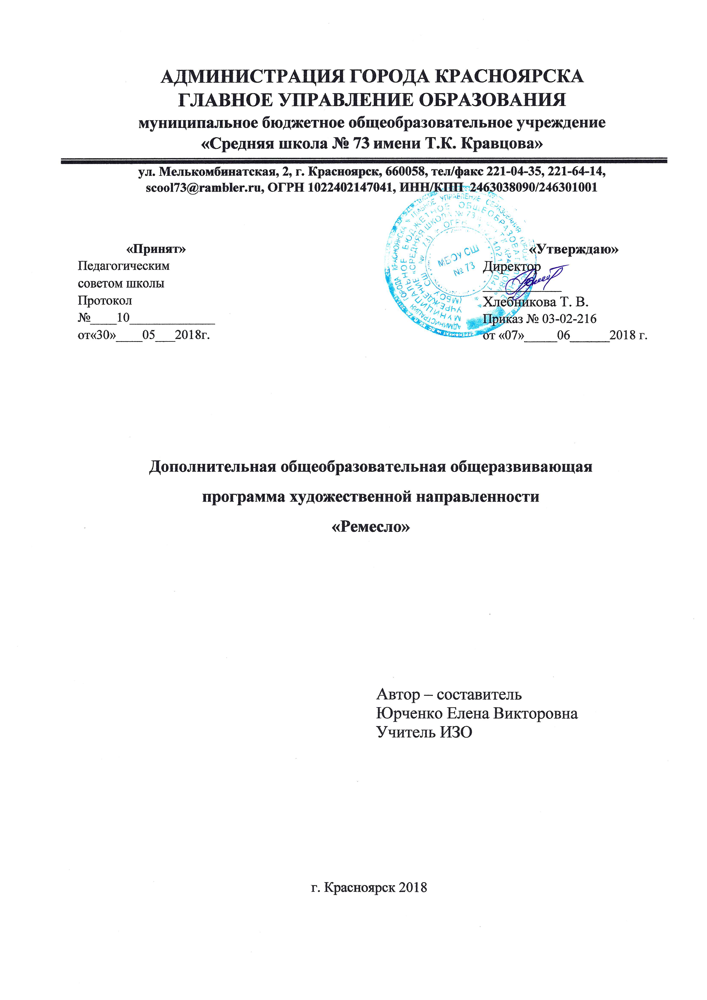 АДМИНИСТРАЦИЯ ГОРОДА КРАСНОЯРСКА
ГЛАВНОЕ УПРАВЛЕНИЕ ОБРАЗОВАНИЯ
муниципальное бюджетное общеобразовательное учреждение
«Средняя школа № 73 имени Т.К. Кравцова»
ул. Мелькомбинатская, 2, г. Красноярск, 660058, тел/факс 221-04-35, 221-64-14,
scool73@rambler.ru, ОГРН 1022402147041, ИНН/КПП 2463038090/246301001
«Принят»
Педагогическим
советом школы
Протокол
№____10_____________
от«30»____05___2018г.
МБОУ СШ
№ 73
«Утверждаю»
Директор
____________
Хлебникова Т. В.
Приказ № 03-02-216
от «07»_____06______2018 г.
Дополнительная общеобразовательная общеразвивающая
программа художественной направленности
«Ремесло»
Автор – составитель
Юрченко Елена Викторовна
Учитель ИЗО
г. Красноярск 2018